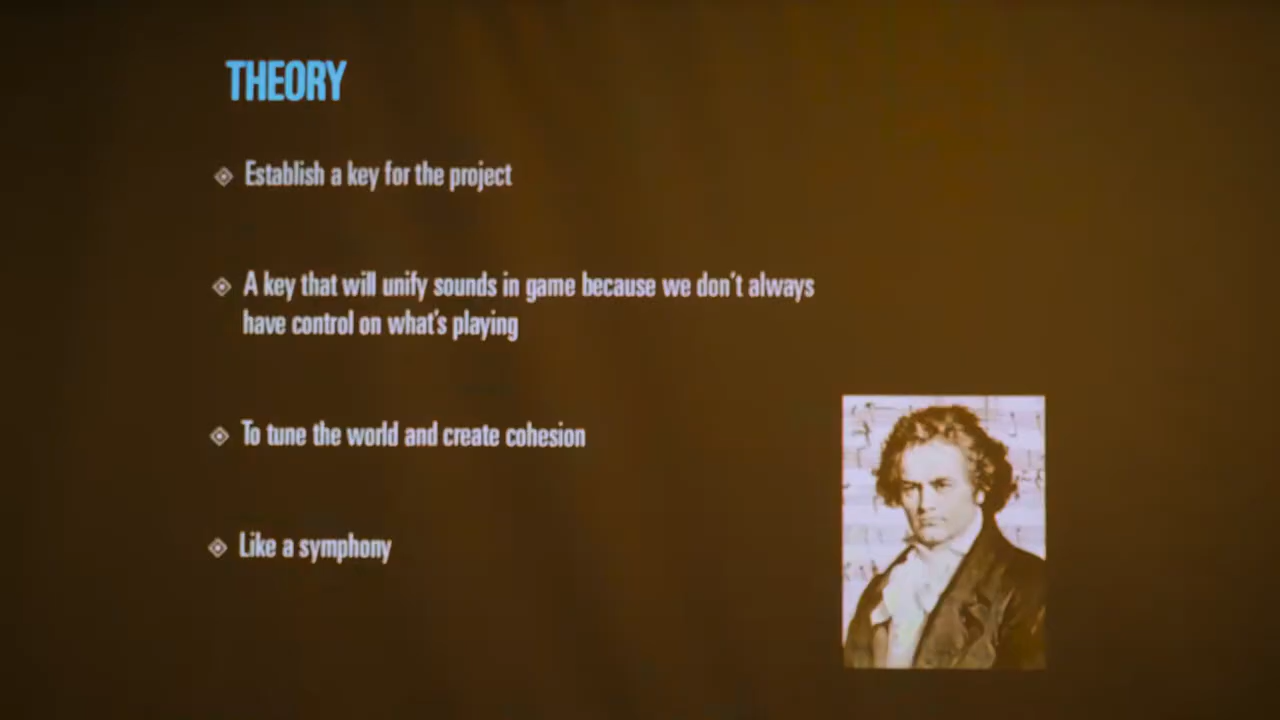 THEORY
Establish a key for the project
A key that will unify sounds in game because we don't always
have control on what's playing
To tune the world and create cohesion
Like a symphony